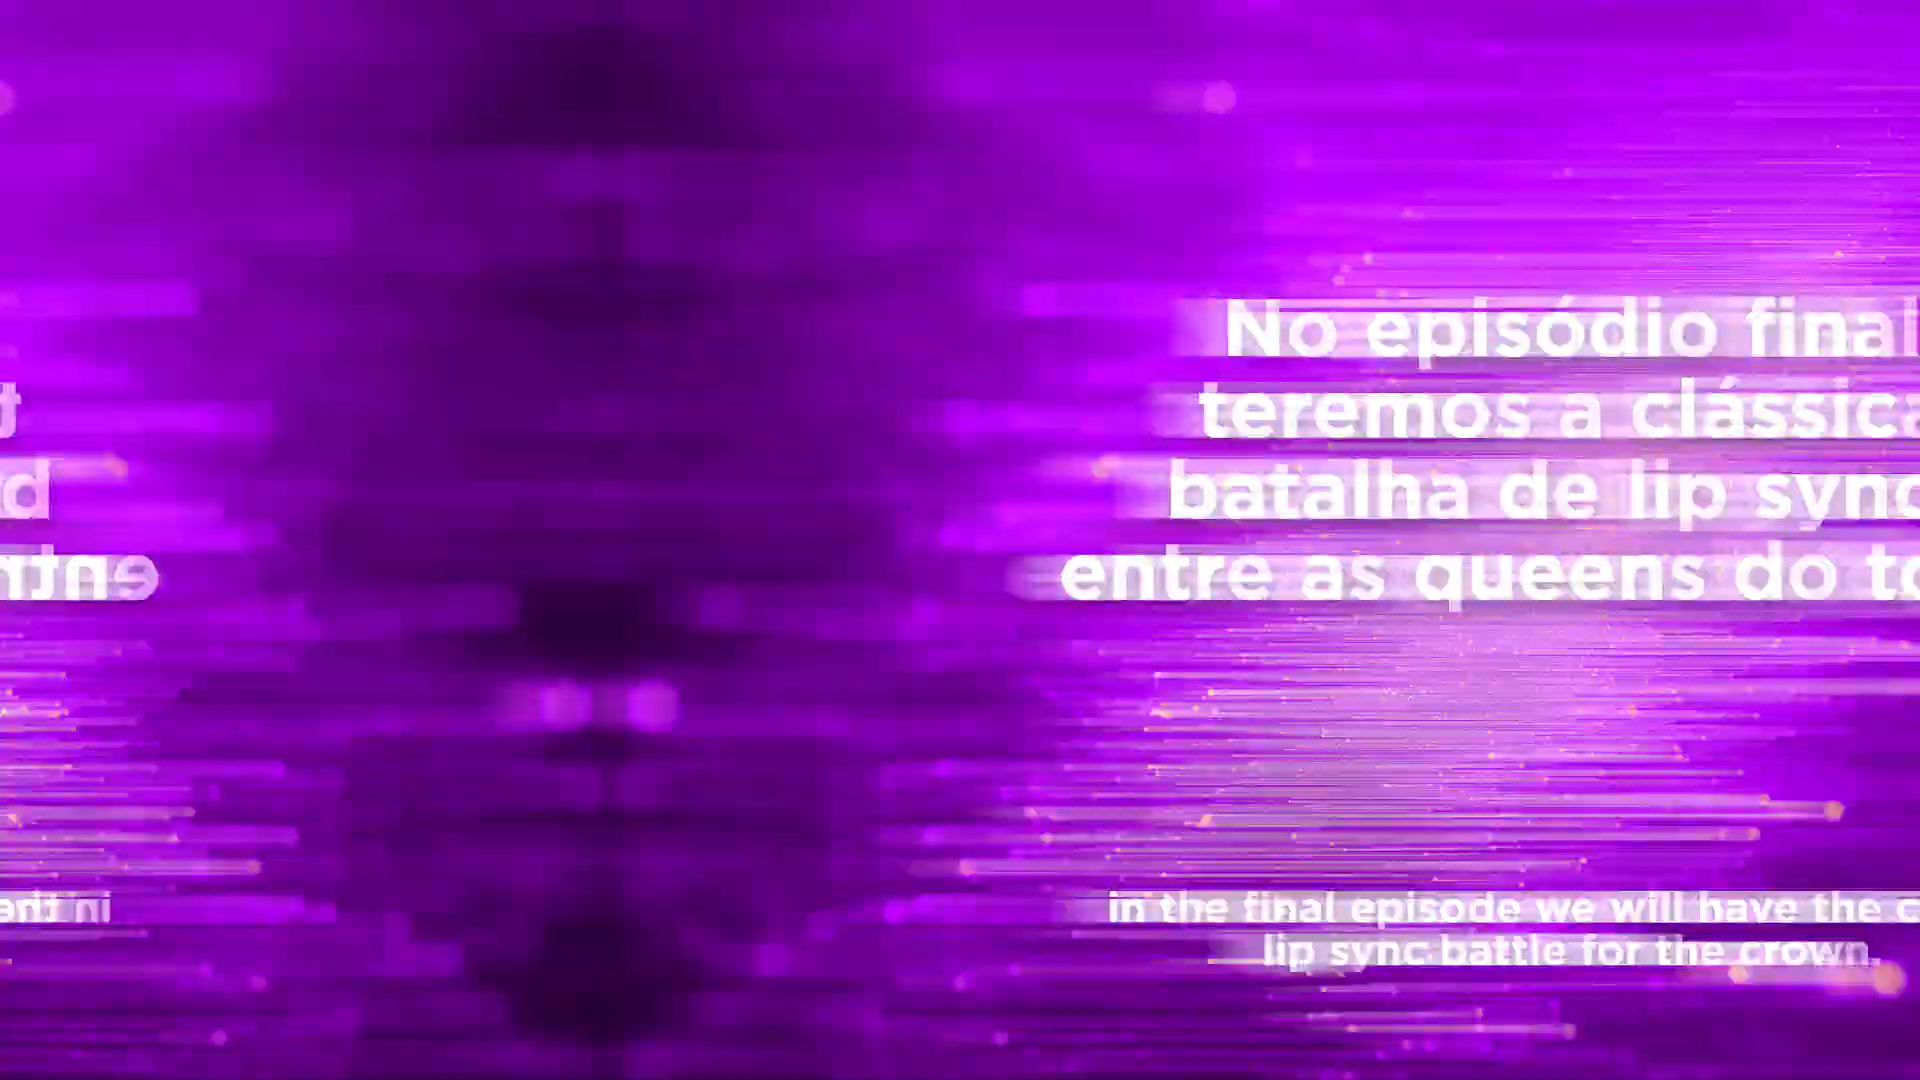 No episódio final
teremos a clássica
batalha de lip sync
entre as queens do
in the final episode we will have the
lip sync battle for the crown.